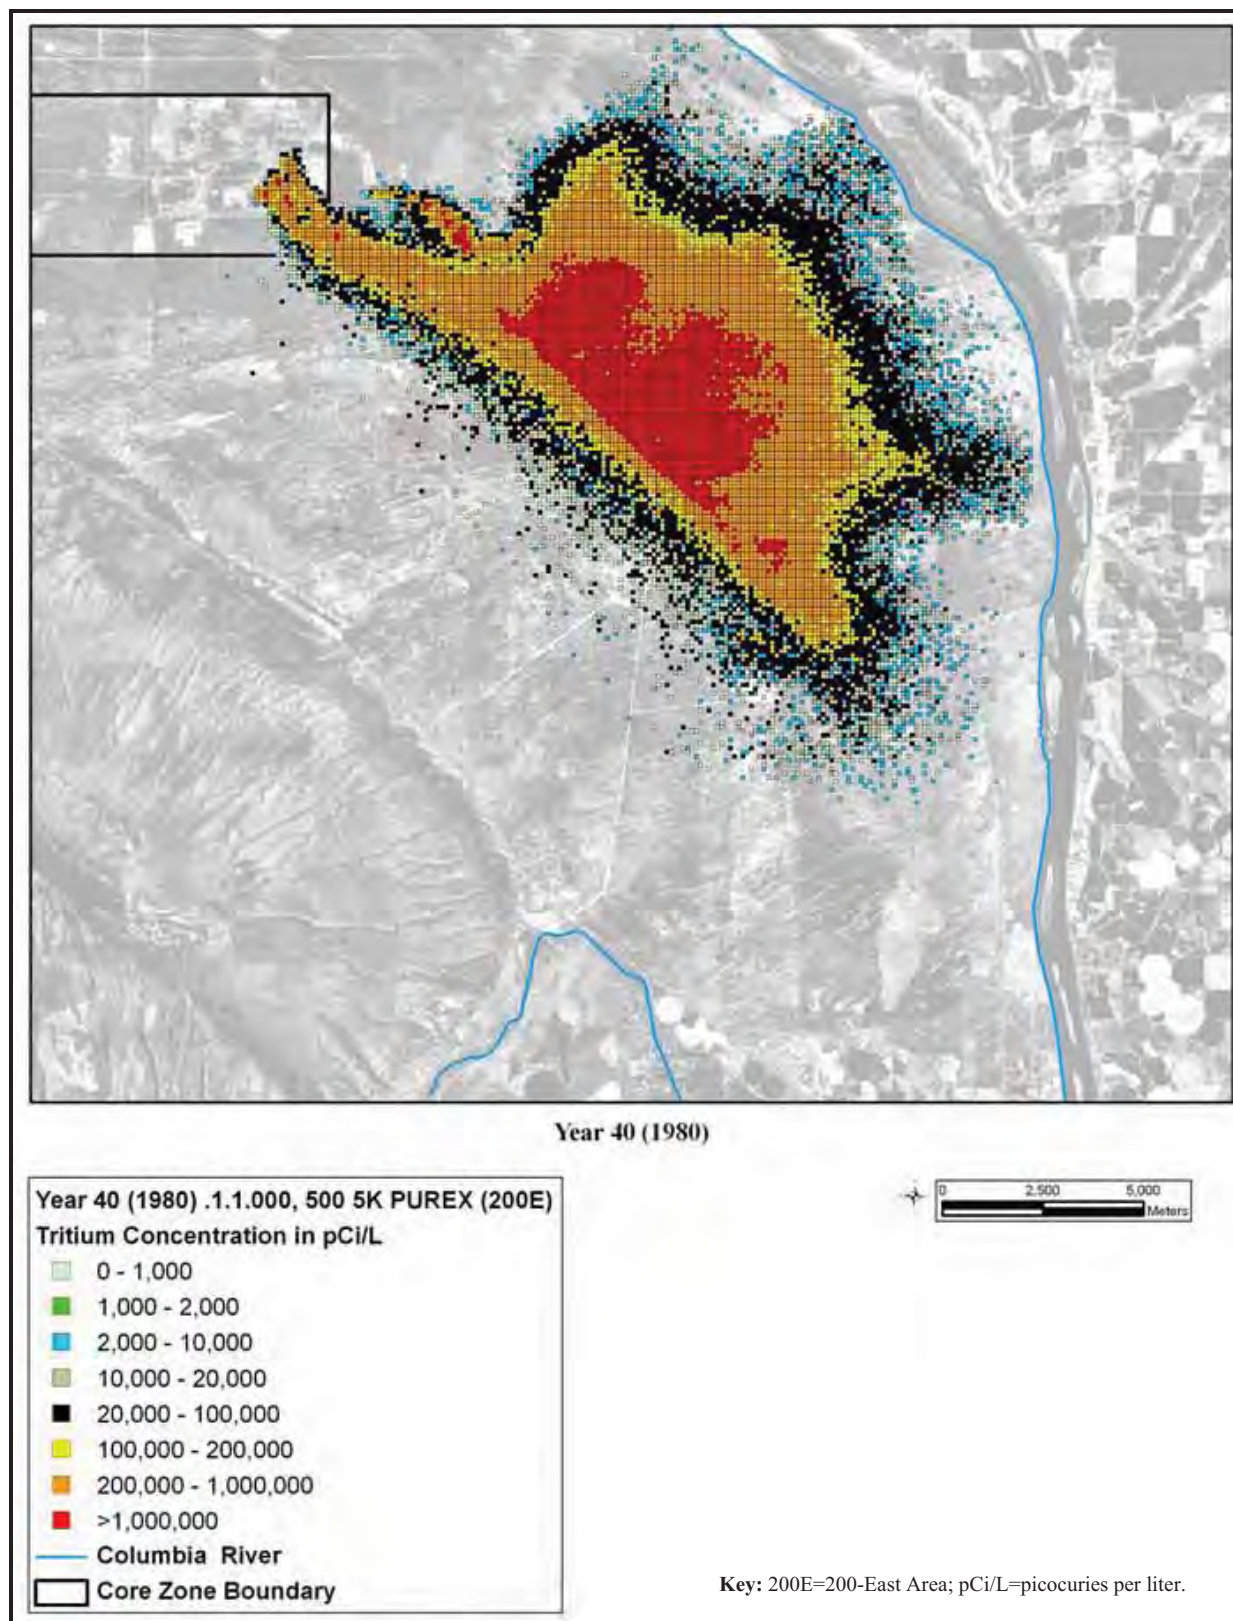 Year 40 (1980)
Year 40 (1980) .1.1.000, 500 5K PUREX (200E)
Tritium Concentration in pCi/L
0 - 1,000
1,000 - 2,000
2,000 - 10,000
10,000 - 20,000
20,000 - 100,000
100,000 - 200,000
200,000 - 1,000,000
>1,000,000
Columbia River
Core Zone Boundary
0 2,500 5,000
Meters
Key: 200E=200-East Area; pCi/L=picocuries per liter.